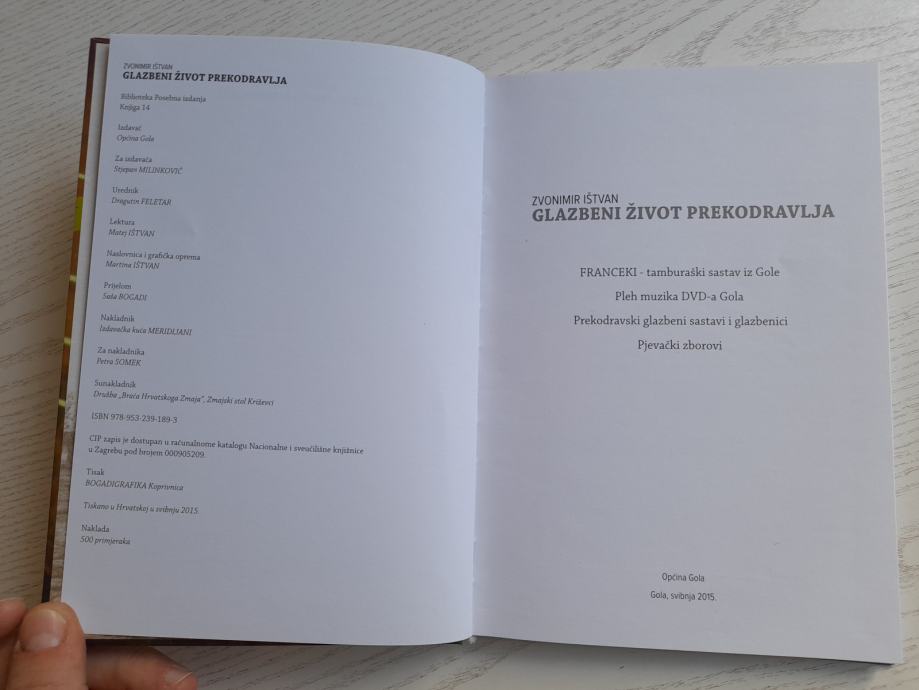 ZVONIMIR IŠTVAN
GLAZBENI ŽIVOT PREKODRAVLJA
Biblioteka Posebna izdanja
Knjiga 14
Izdavač
Općina Gola
Za izdavača
Stjepan MILINKOVIĆ
Urednik
Dragutin FELETAR
Lektura
Matej IŠTVAN
Naslovnica i grafička oprema
Martina IŠTVAN
Prijelom
Saša BOGADI
Nakladnik
Izdavačka kuća MERIDIJANI
Za nakladnika
Petra SOMEK
Sunakladnik
Družba „Braća Hrvatskoga Zmaja", Zmajski stol Križevci
ISBN 978-953-239-189-3
CIP zapis je dostupan u računalnome katalogu Nacionalne i sveučilišne knjižnice
u Zagrebu pod brojem 000905209.
Tisak
BOGADIGRAFIKA Koprivnica
Tiskano u Hrvatskoj u svibnju 2015.
Naklada
500 primjeraka
ZVONIMIR IŠTVAN
GLAZBENI ŽIVOT PREKODRAVLJA
FRANCEKI - tamburaški sastav iz Gole
Pleh muzika DVD-a Gola
Prekodravski glazbeni sastavi i glazbenici
Pjevački zborovi
Općina Gola
Gola, svibnja 2015.